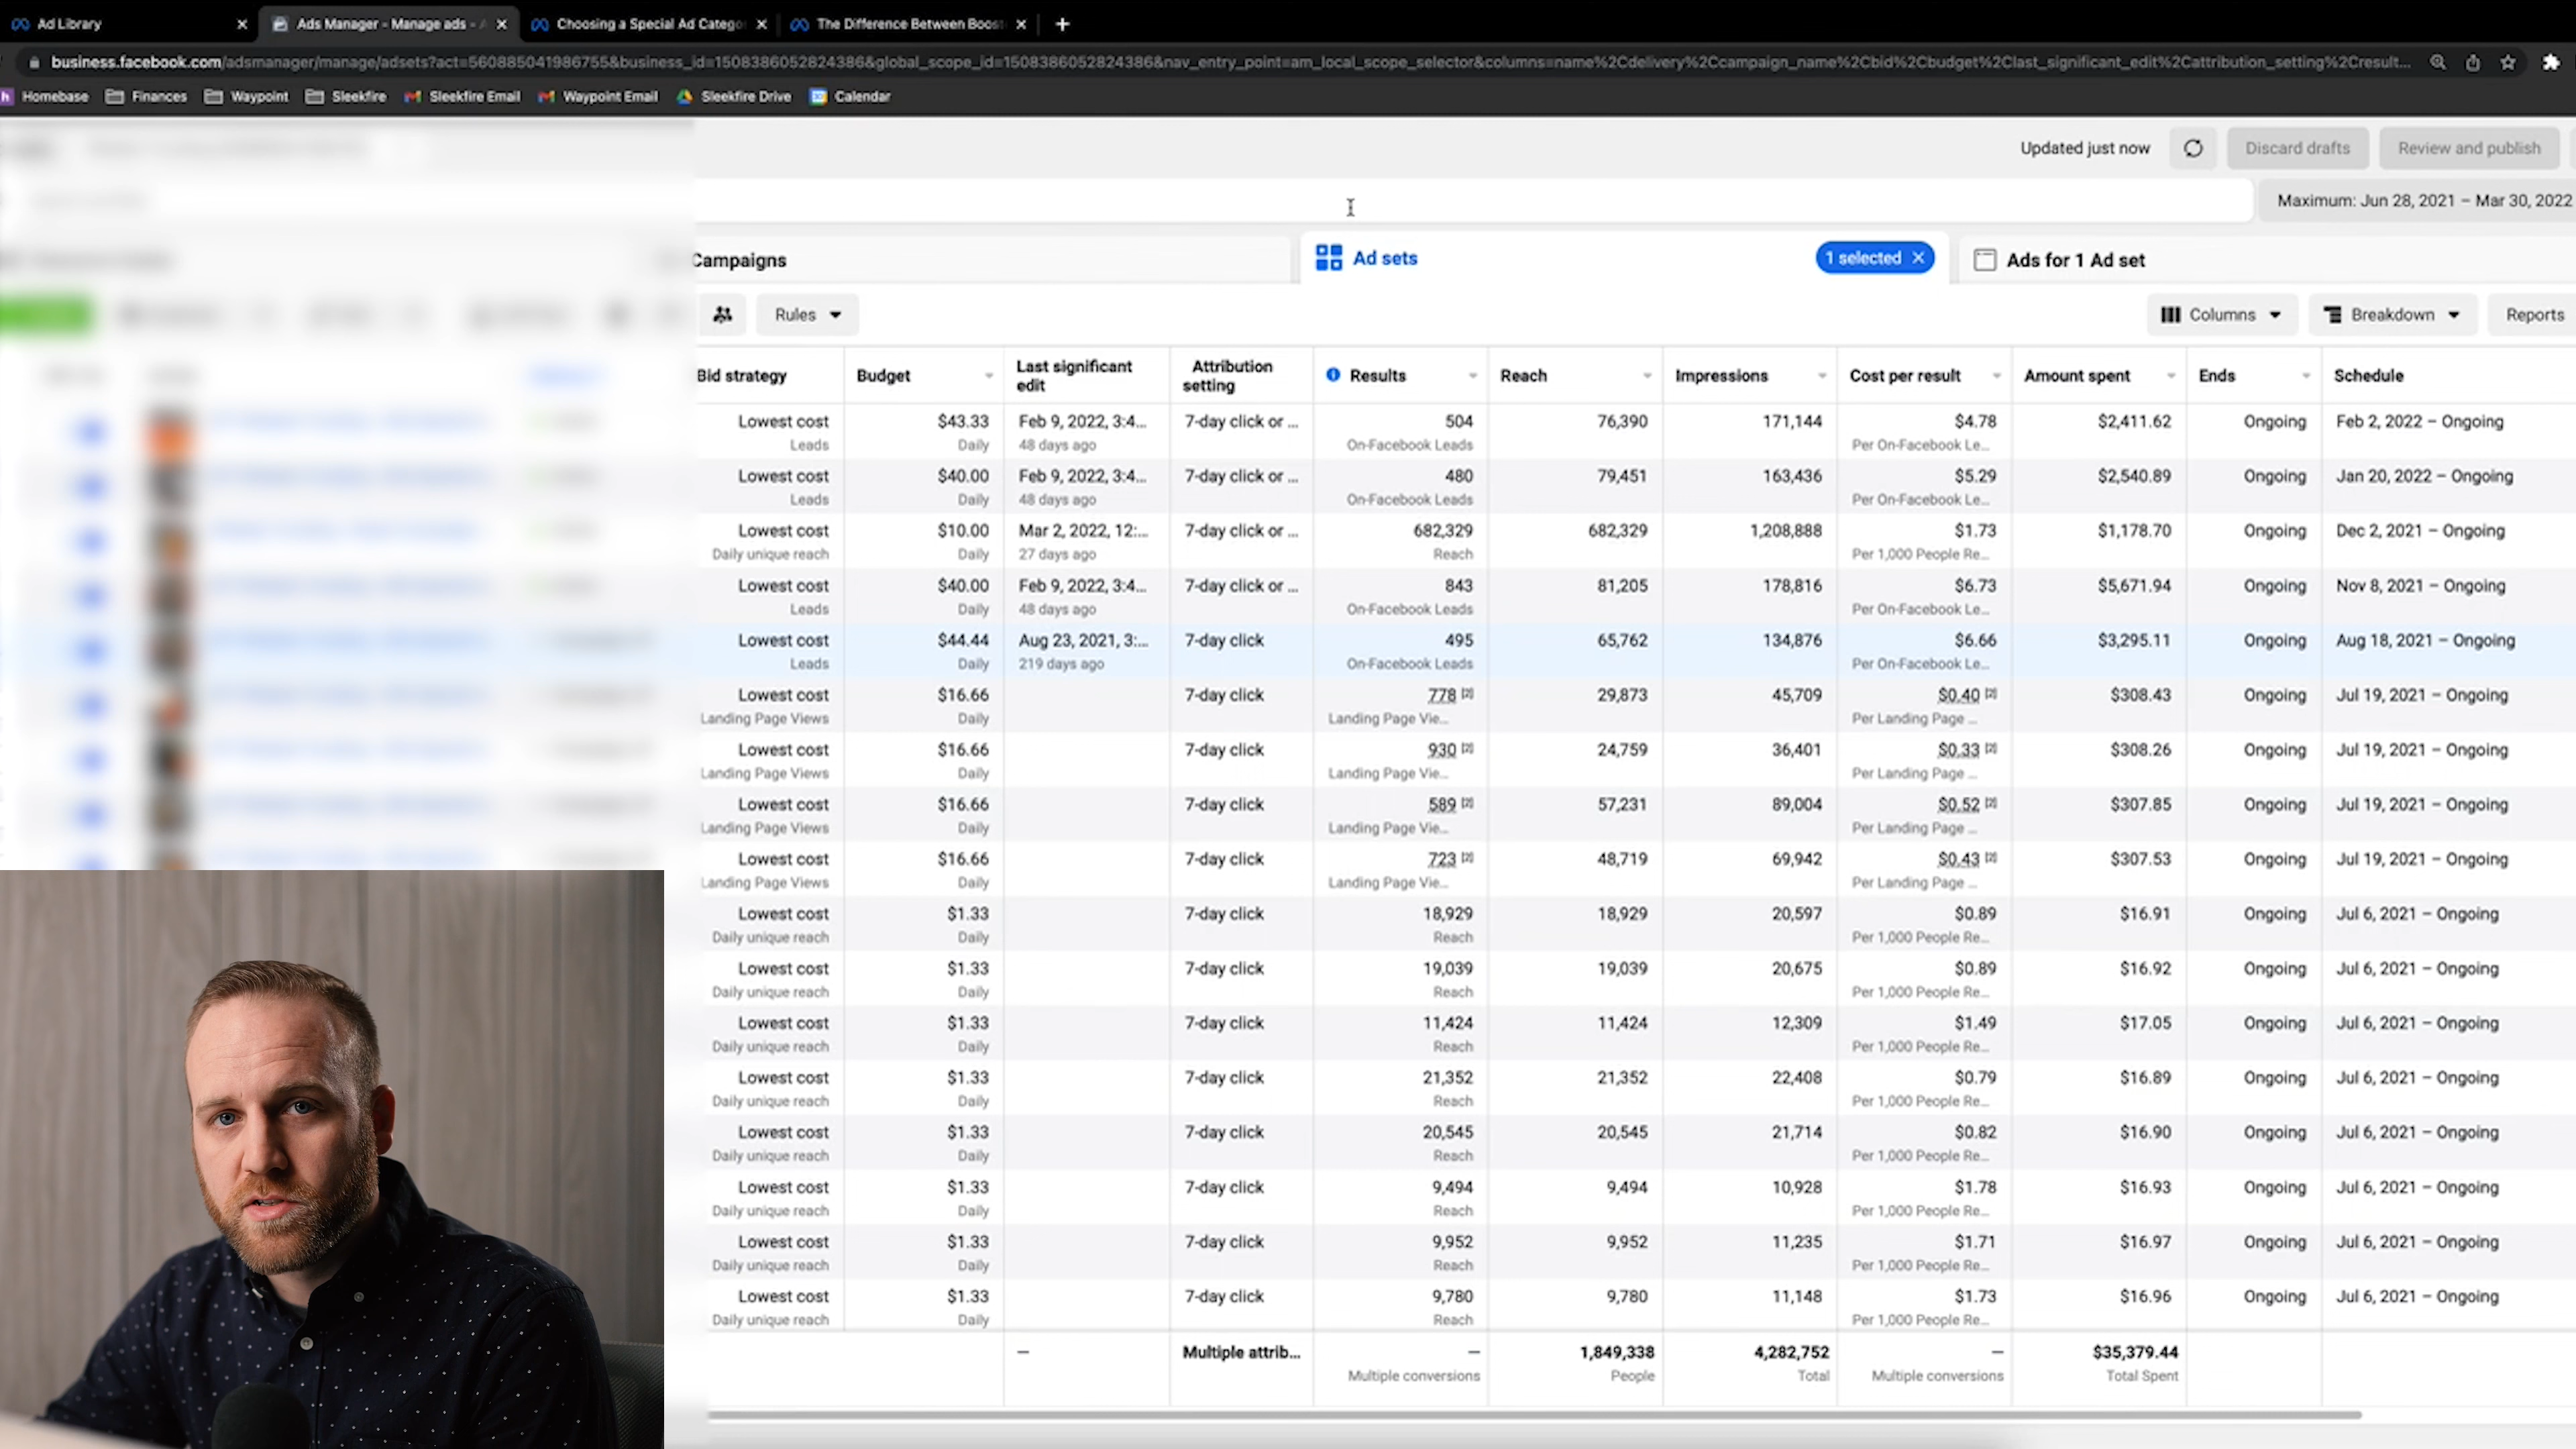 Ad Library
Ads Manager - Manage ads - A
Choosing a Special Ad Catego
The Difference Between Boos
business.facebook.com/adsmanager/manage/adsets?act=560885041986755&business_id=1508386052824386&global_scope_id=1508386052824386&nav_entry_point=am_local_scope_selector&columns=name%2Cdelivery%2Ccampaign_name%2Cbid%2Cbudget%2Clast_significant_edit%2Cattribution_setting%2Cresult...
Homebase Finances Waypoint Sleekfire Sleekfire Email Waypoint Email Sleekfire Drive Calendar
Updated just now Discard drafts Review and publish
Maximum: Jun 28, 2021 – Mar 30, 2022
Campaigns Ad sets 1 selected Ads for 1 Ad set
Rules Columns Breakdown Reports
Bid strategy Budget Last significant edit Attribution setting Results Reach Impressions Cost per result Amount spent Ends Schedule
Lowest cost $43.33 Feb 9, 2022, 3:4... 7-day click or ... 504 76,390 171,144 $4.78 $2,411.62 Ongoing Feb 2, 2022 – Ongoing
Leads Daily 48 days ago On-Facebook Leads Per On-Facebook Le...
Lowest cost $40.00 Feb 9, 2022, 3:4... 7-day click or ... 480 79,451 163,436 $5.29 $2,540.89 Ongoing Jan 20, 2022 – Ongoing
Leads Daily 48 days ago On-Facebook Leads Per On-Facebook Le...
Lowest cost $10.00 Mar 2, 2022, 12:... 7-day click or ... 682,329 682,329 1,208,888 $1.73 $1,178.70 Ongoing Dec 2, 2021 – Ongoing
Daily unique reach Daily 27 days ago Reach Per 1,000 People Re...
Lowest cost $40.00 Feb 9, 2022, 3:4... 7-day click or ... 843 81,205 178,816 $6.73 $5,671.94 Ongoing Nov 8, 2021 – Ongoing
Leads Daily 48 days ago On-Facebook Leads Per On-Facebook Le...
Lowest cost $44.44 Aug 23, 2021, 3:... 7-day click 495 65,762 134,876 $6.66 $3,295.11 Ongoing Aug 18, 2021 – Ongoing
Leads Daily 219 days ago On-Facebook Leads Per On-Facebook Le...
Lowest cost $16.66 7-day click 778 [2] 29,873 45,709 $0.40 [2] $308.43 Ongoing Jul 19, 2021 – Ongoing
Landing Page Views Daily Landing Page Vie... Per Landing Page ...
Lowest cost $16.66 7-day click 930 [2] 24,759 36,401 $0.33 [2] $308.26 Ongoing Jul 19, 2021 – Ongoing
Landing Page Views Daily Landing Page Vie... Per Landing Page ...
Lowest cost $16.66 7-day click 589 [2] 57,231 89,004 $0.52 [2] $307.85 Ongoing Jul 19, 2021 – Ongoing
Landing Page Views Daily Landing Page Vie... Per Landing Page ...
Lowest cost $16.66 7-day click 723 [2] 48,719 69,942 $0.43 [2] $307.53 Ongoing Jul 19, 2021 – Ongoing
Landing Page Views Daily Landing Page Vie... Per Landing Page ...
Lowest cost $1.33 7-day click 18,929 18,929 20,597 $0.89 $16.91 Ongoing Jul 6, 2021 – Ongoing
Daily unique reach Daily Reach Per 1,000 People Re...
Lowest cost $1.33 7-day click 19,039 19,039 20,675 $0.89 $16.92 Ongoing Jul 6, 2021 – Ongoing
Daily unique reach Daily Reach Per 1,000 People Re...
Lowest cost $1.33 7-day click 11,424 11,424 12,309 $1.49 $17.05 Ongoing Jul 6, 2021 – Ongoing
Daily unique reach Daily Reach Per 1,000 People Re...
Lowest cost $1.33 7-day click 21,352 21,352 22,408 $0.79 $16.89 Ongoing Jul 6, 2021 – Ongoing
Daily unique reach Daily Reach Per 1,000 People Re...
Lowest cost $1.33 7-day click 20,545 20,545 21,714 $0.82 $16.90 Ongoing Jul 6, 2021 – Ongoing
Daily unique reach Daily Reach Per 1,000 People Re...
Lowest cost $1.33 7-day click 9,494 9,494 10,928 $1.78 $16.93 Ongoing Jul 6, 2021 – Ongoing
Daily unique reach Daily Reach Per 1,000 People Re...
Lowest cost $1.33 7-day click 9,952 9,952 11,235 $1.71 $16.97 Ongoing Jul 6, 2021 – Ongoing
Daily unique reach Daily Reach Per 1,000 People Re...
Lowest cost $1.33 7-day click 9,780 9,780 11,148 $1.73 $16.96 Ongoing Jul 6, 2021 – Ongoing
Daily unique reach Daily Reach Per 1,000 People Re...
— Multiple attrib... — 1,849,338 4,282,752 — $35,379.44
Multiple conversions People Total Multiple conversions Total Spent